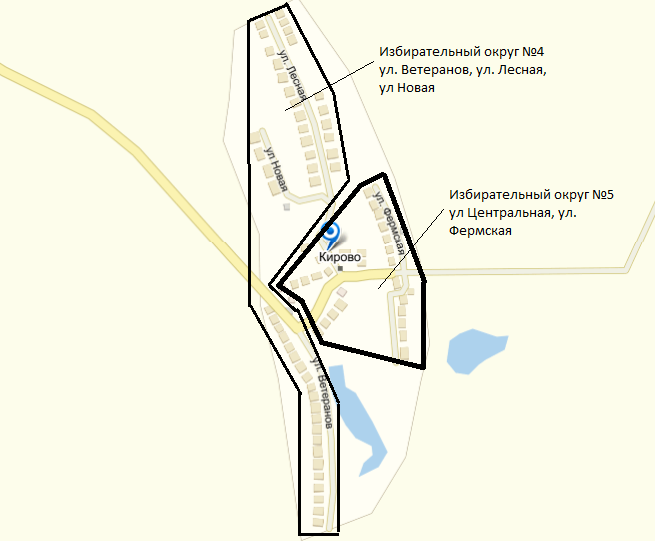 Избирательный округ №4
ул. Ветеранов, ул. Лесная,
ул Новая
ул. Лесная
ул Новая
Избирательный округ №5
ул Центральная, ул.
Фермская
ул. Фермская
Кирово
ул. Ветеранов